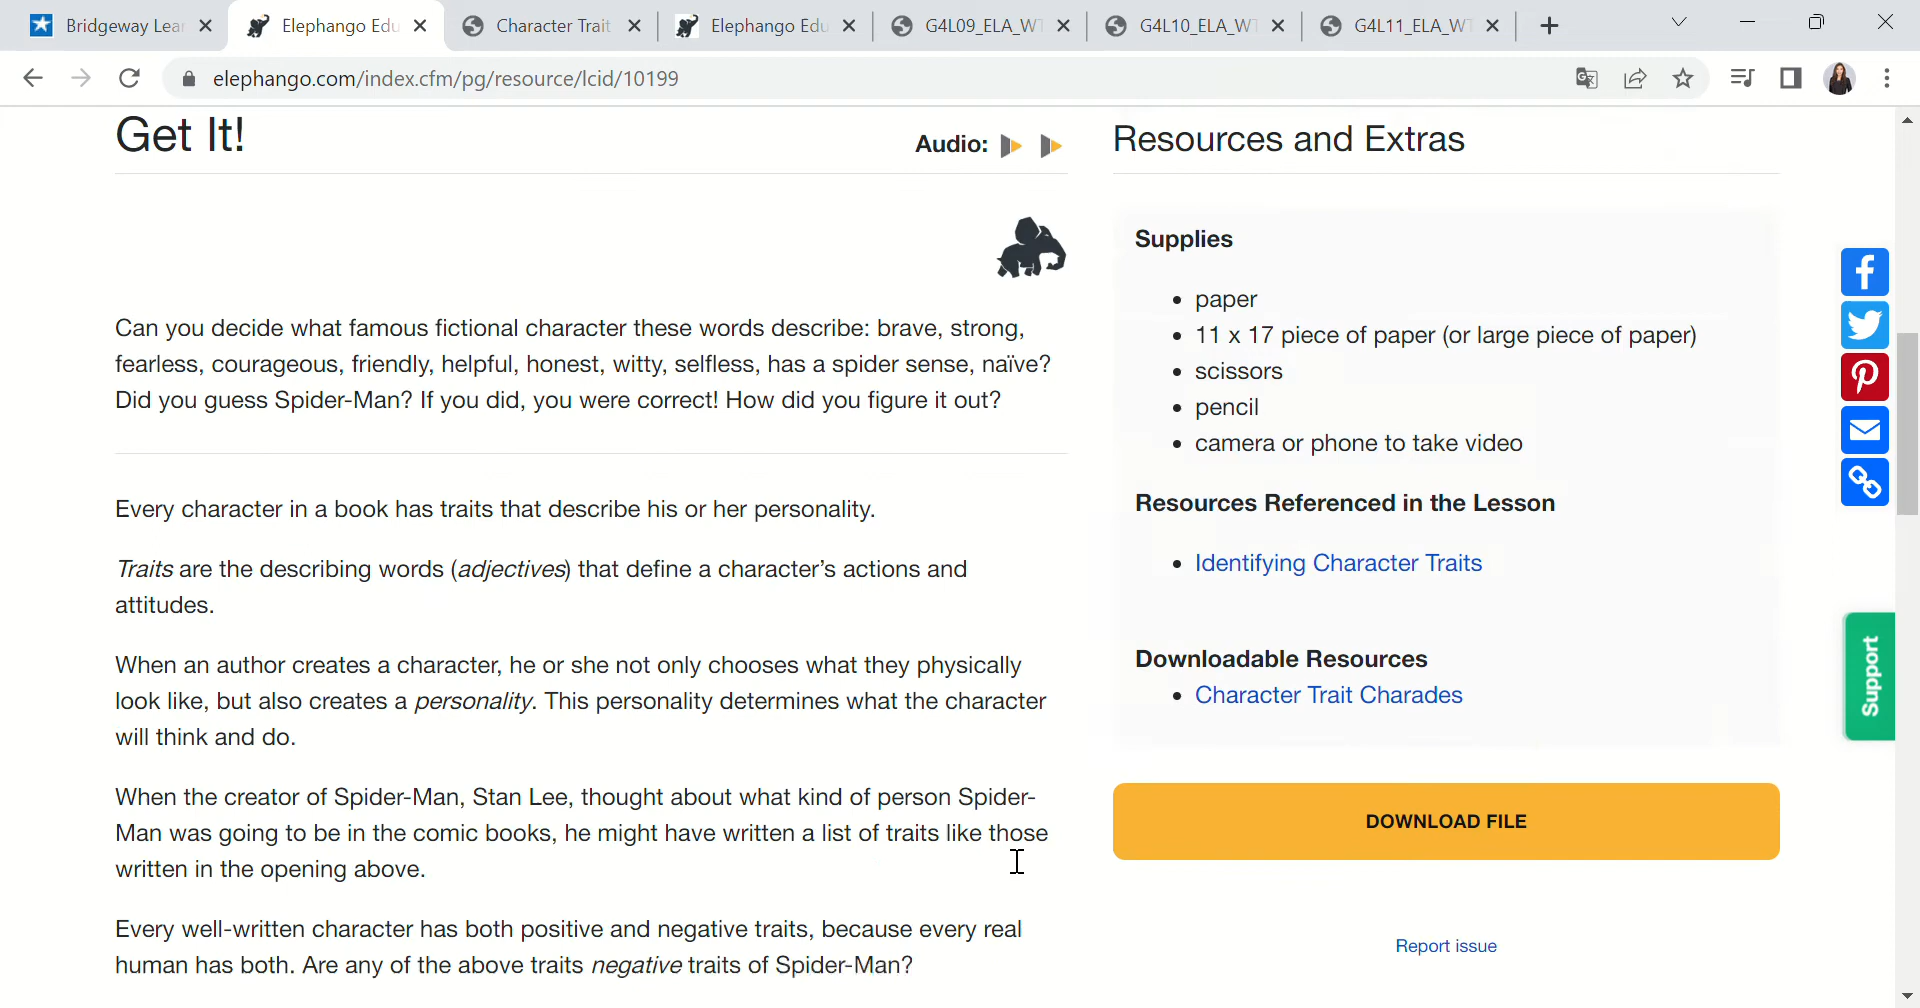 Bridgeway Lear
Elephango Edu
Character Trait
Elephango Edu
G4L09_ELA_WT
G4L10_ELA_WT
G4L11_ELA_WT
elephango.com/index.cfm/pg/resource/lcid/10199
Get It!
Audio:
Can you decide what famous fictional character these words describe: brave, strong,
fearless, courageous, friendly, helpful, honest, witty, selfless, has a spider sense, naïve?
Did you guess Spider-Man? If you did, you were correct! How did you figure it out?
Every character in a book has traits that describe his or her personality.
Traits are the describing words (adjectives) that define a character's actions and
attitudes.
When an author creates a character, he or she not only chooses what they physically
look like, but also creates a personality. This personality determines what the character
will think and do.
When the creator of Spider-Man, Stan Lee, thought about what kind of person Spider-
Man was going to be in the comic books, he might have written a list of traits like those
written in the opening above.
Every well-written character has both positive and negative traits, because every real
human has both. Are any of the above traits negative traits of Spider-Man?
Resources and Extras
Supplies
• paper
• 11 x 17 piece of paper (or large piece of paper)
• scissors
• pencil
• camera or phone to take video
Resources Referenced in the Lesson
• Identifying Character Traits
Downloadable Resources
• Character Trait Charades
DOWNLOAD FILE
Report issue
Support